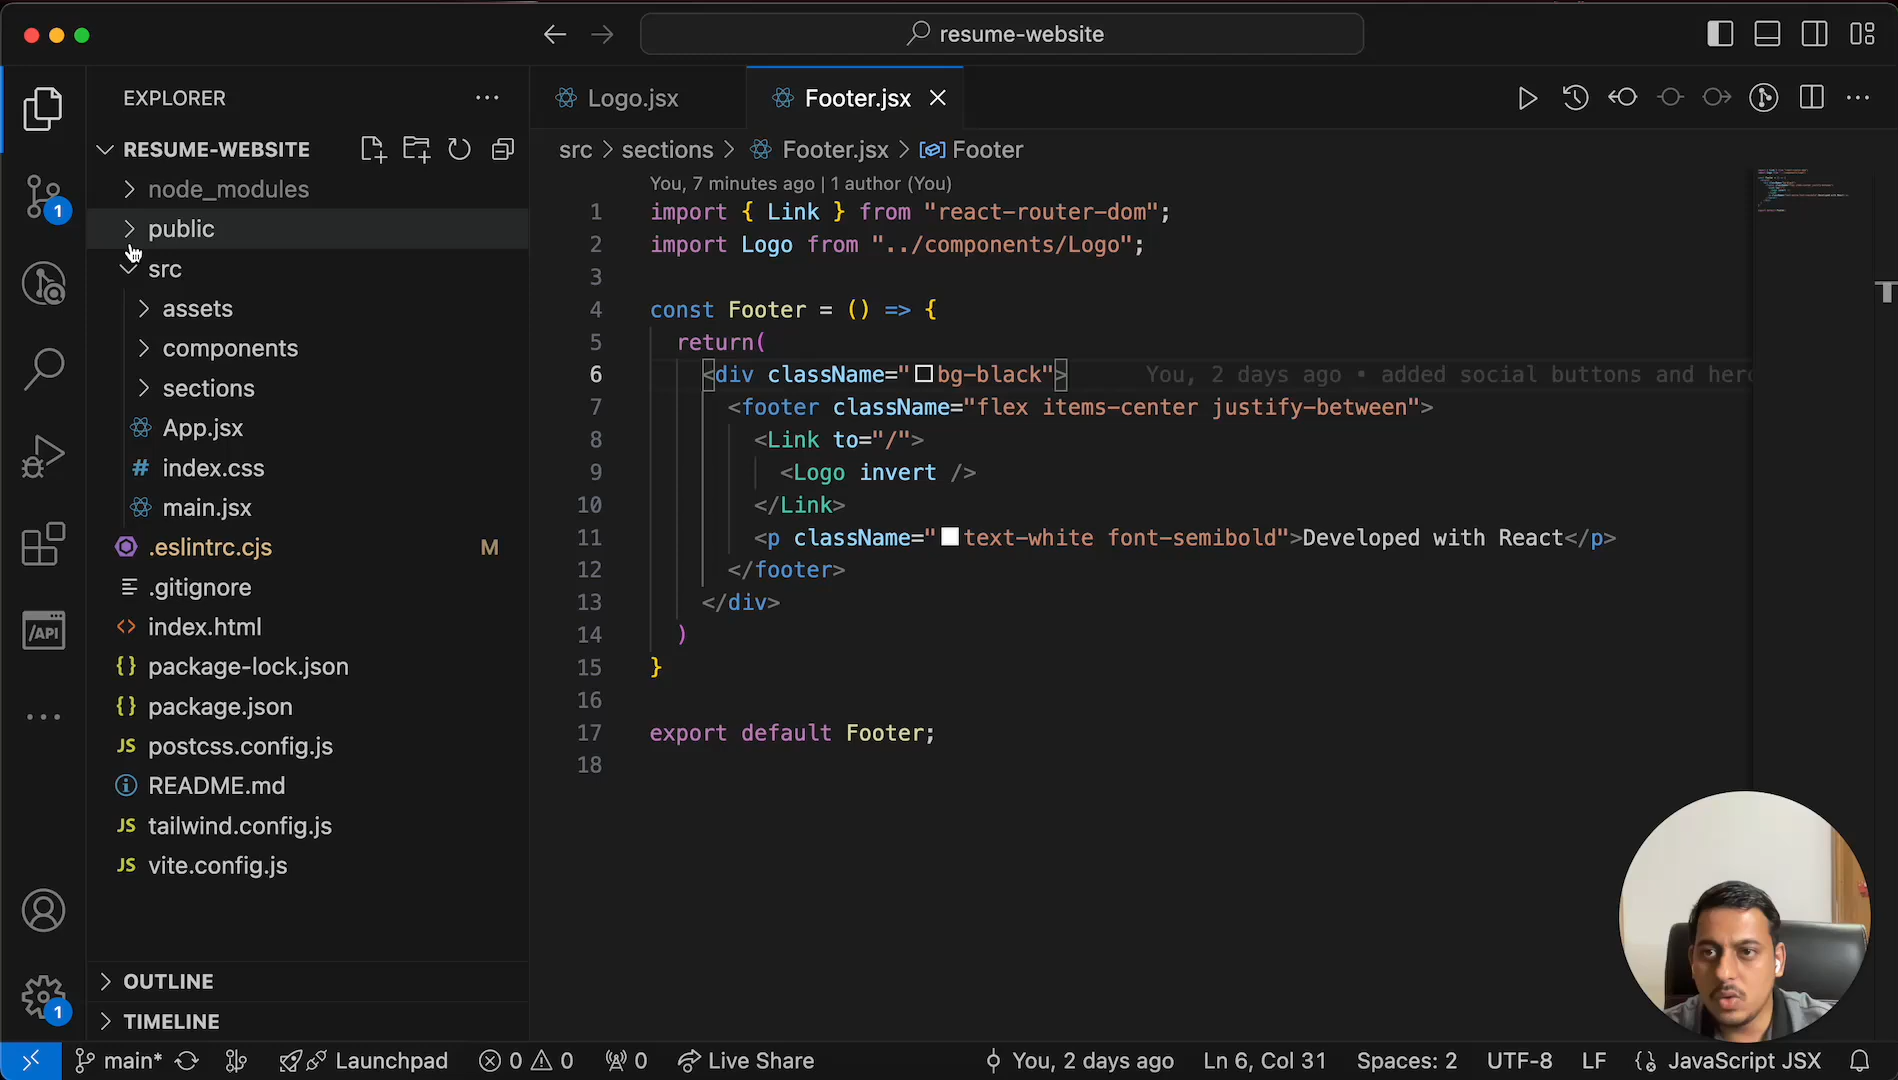 resume-website
EXPLORER
Logo.jsx
Footer.jsx
RESUME-WEBSITE
node_modules
public
src
assets
components
sections
App.jsx
# index.css
main.jsx
.eslintrc.cjs M
.gitignore
<> index.html
{} package-lock.json
{} package.json
JS postcss.config.js
README.md
JS tailwind.config.js
JS vite.config.js
OUTLINE
TIMELINE
1
/API
1
src > sections > Footer.jsx > Footer
You, 7 minutes ago | 1 author (You)
1 import { Link } from "react-router-dom";
2 import Logo from "../components/Logo";
3
4 const Footer = () => {
5 return(
6 <div className="bg-black"> You, 2 days ago • added social buttons and hero
7 <footer className="flex items-center justify-between">
8 <Link to="/">
9 <Logo invert />
10 </Link>
11 <p className="text-white font-semibold">Developed with React</p>
12 </footer>
13 </div>
14 )
15 }
16
17 export default Footer;
18
main* Launchpad 0 0 0 Live Share You, 2 days ago Ln 6, Col 31 Spaces: 2 UTF-8 LF JavaScript JSX